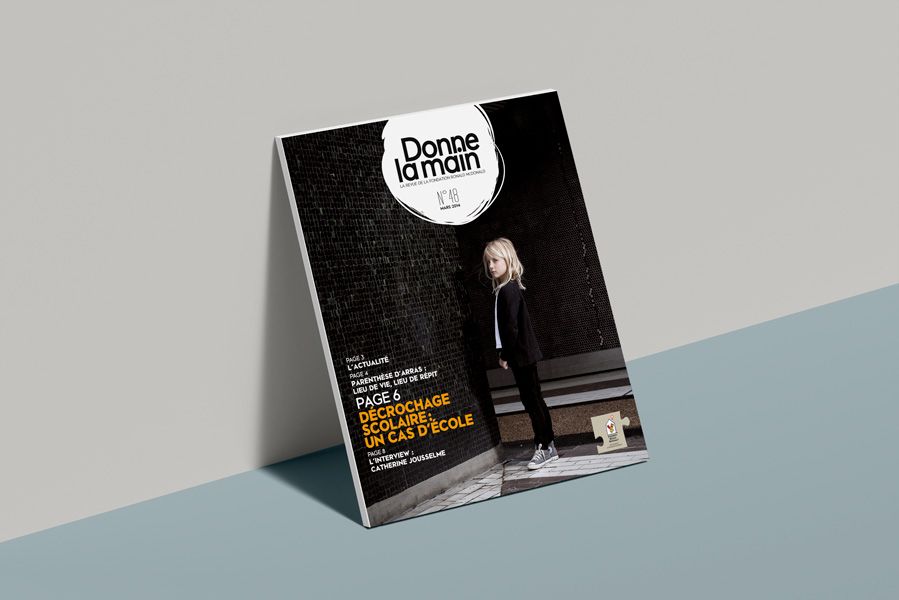 Donne
la main
LA REVUE DE LA FONDATION RONALD MCDONALD
N° 48
MARS 2014
PAGE 3
L'ACTUALITÉ
PAGE 4
PARENTHÈSE D'ARRAS :
LIEU DE VIE, LIEU DE RÉPIT
PAGE 6
DÉCROCHAGE
SCOLAIRE :
UN CAS D'ÉCOLE
PAGE 8
L'INTERVIEW :
CATHERINE JOUSSELME